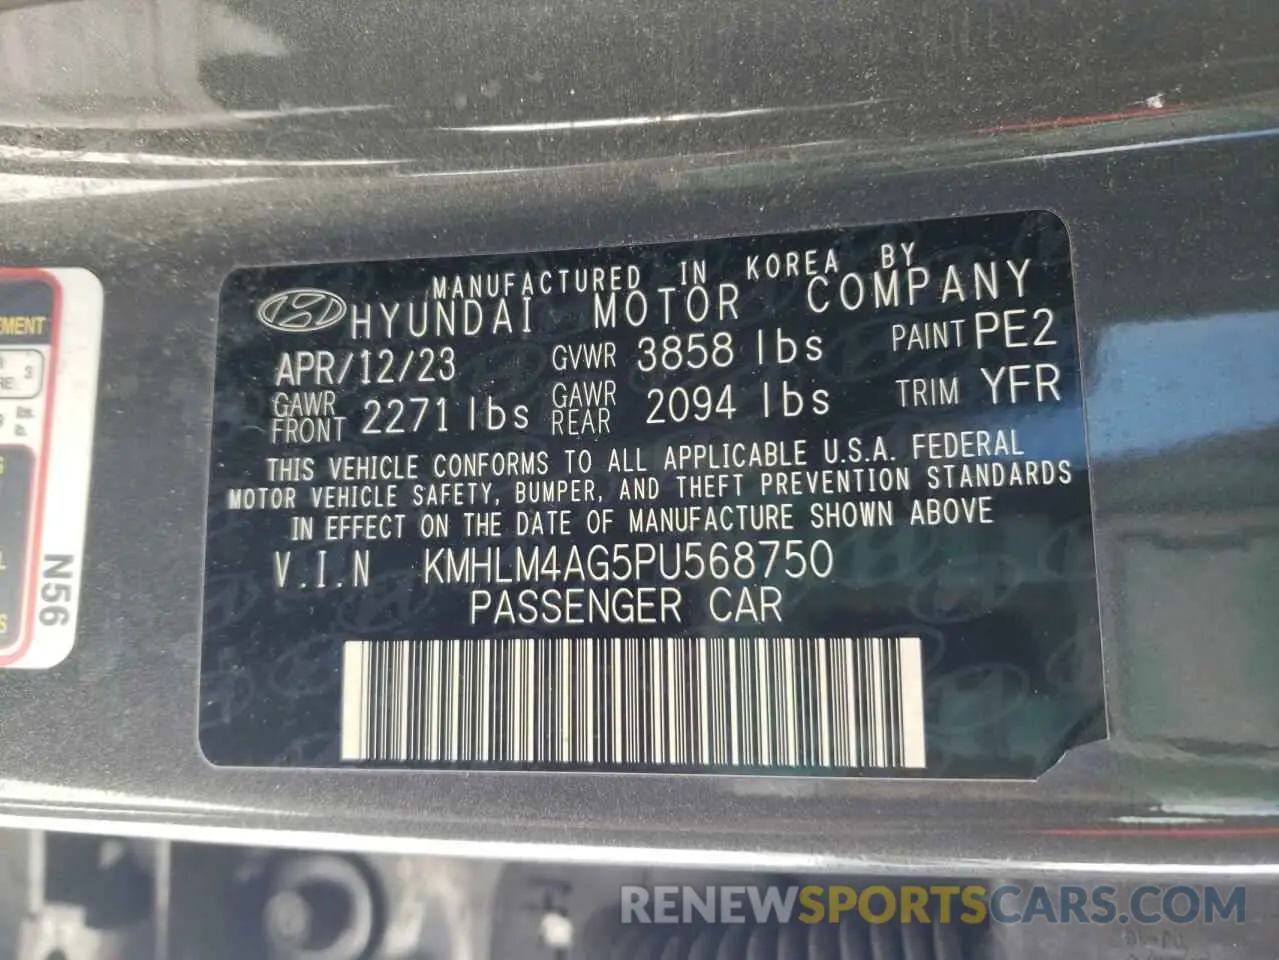 MANUFACTURED IN KOREA BY
HYUNDAI MOTOR COMPANY
APR/12/23 GVWR 3858 lbs PAINT PE2
GAWR FRONT 2271 lbs GAWR REAR 2094 lbs TRIM YFR
THIS VEHICLE CONFORMS TO ALL APPLICABLE U.S.A. FEDERAL
MOTOR VEHICLE SAFETY, BUMPER, AND THEFT PREVENTION STANDARDS
IN EFFECT ON THE DATE OF MANUFACTURE SHOWN ABOVE
V.I.N KMHLM4AG5PU568750
PASSENGER CAR
N56
RENEWSPORTSCARS.COM